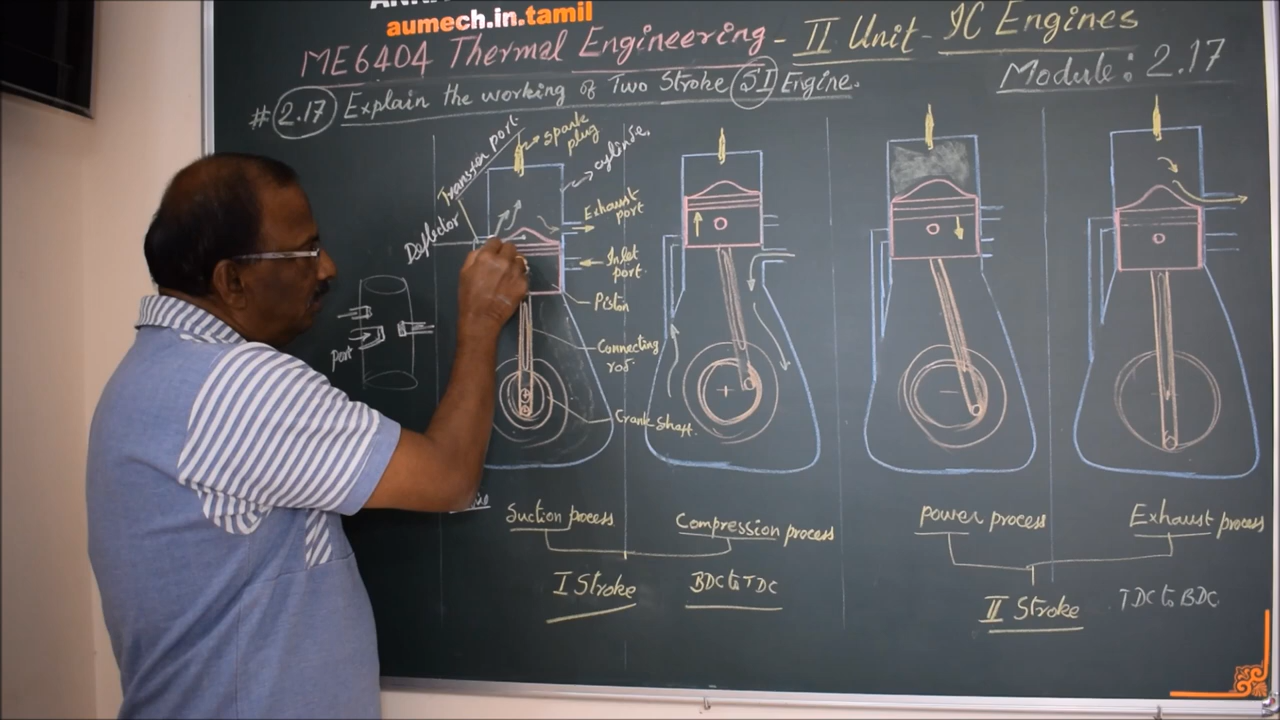 aumech.in.tamil
ME6404 Thermal Engineering - II Unit - IC Engines
Module: 2.17
# 2.17 Explain the working of Two Stroke SI Engine.
Transfer port
spark plug
cylinder
Deflector
Exhaust port
Inlet port.
Piston
Connecting rod.
Crank shaft.
Port
Suction process
Compression process
power process
Exhaust process
I Stroke
BDC to TDC
II Stroke
TDC to BDC